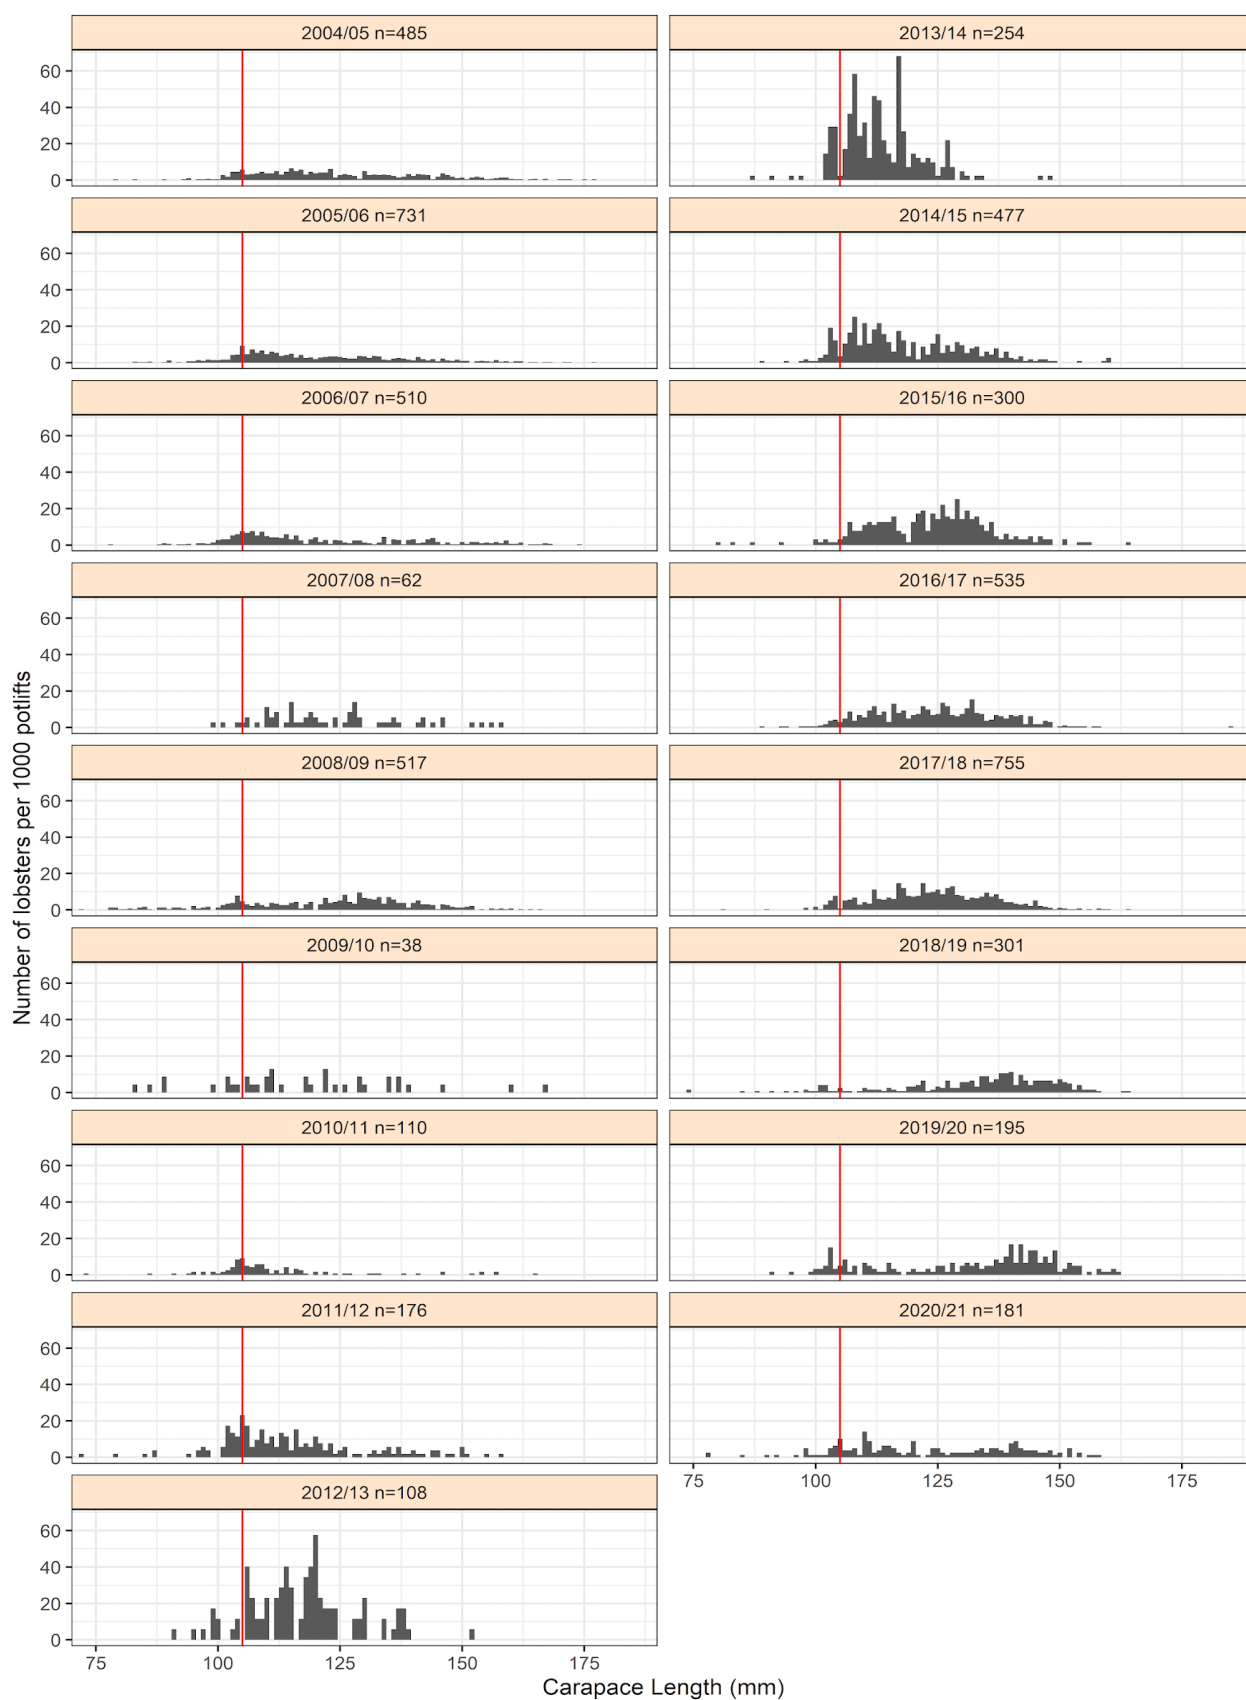 2004/05 n=485
60
40
20
0
2005/06 n=731
60
40
20
0
2006/07 n=510
60
40
20
0
2007/08 n=62
60
40
20
0
2008/09 n=517
60
40
20
0
2009/10 n=38
60
40
20
0
2010/11 n=110
60
40
20
0
2011/12 n=176
60
40
20
0
2012/13 n=108
60
40
20
0
75 100 125 150 175
2013/14 n=254
2014/15 n=477
2015/16 n=300
2016/17 n=535
2017/18 n=755
2018/19 n=301
2019/20 n=195
2020/21 n=181
75 100 125 150 175
Number of lobsters per 1000 potlifts
Carapace Length (mm)